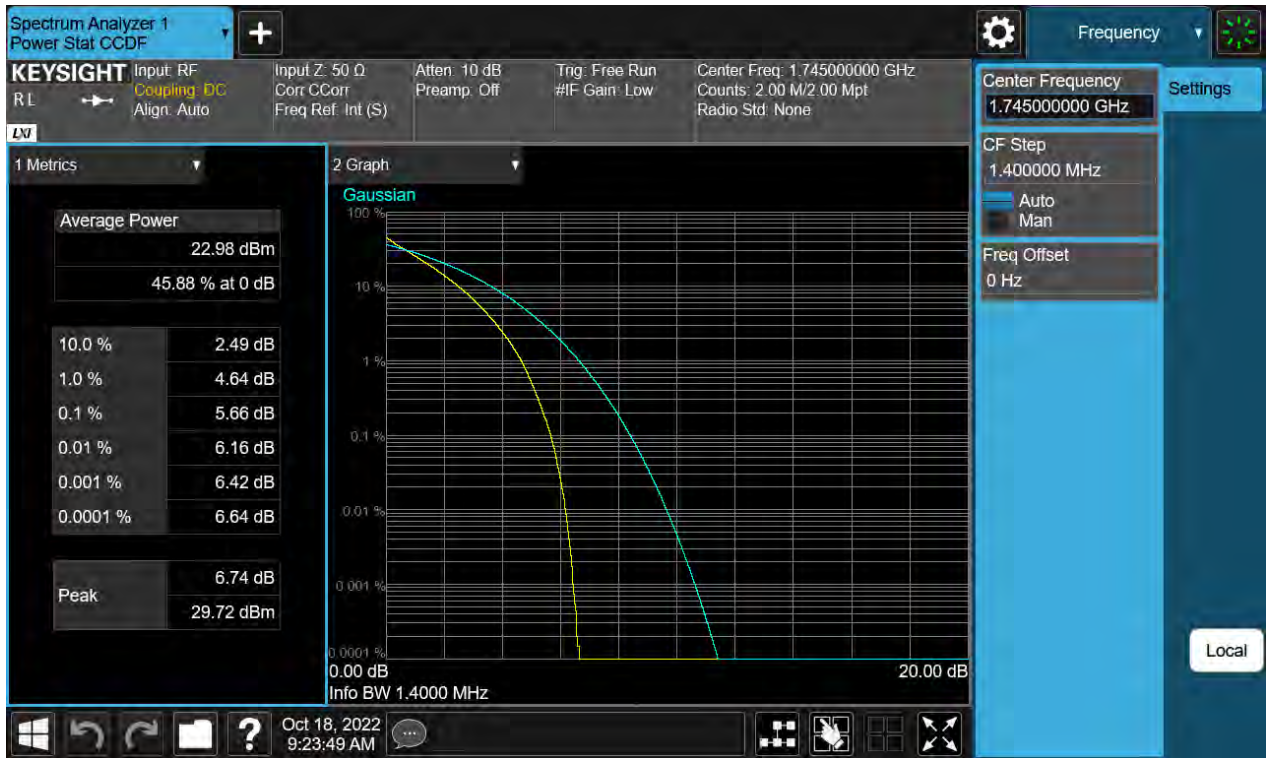 Spectrum Analyzer 1
Power Stat CCDF
+
Frequency
KEYSIGHT
RL
LXI
Input: RF
Coupling: DC
Align: Auto
Input Z: 50 Ω
Corr CCorr
Freq Ref: Int (S)
Atten: 10 dB
Preamp: Off
Trig: Free Run
#IF Gain: Low
Center Freq: 1.745000000 GHz
Counts: 2.00 M/2.00 Mpt
Radio Std: None
1 Metrics
Average Power
22.98 dBm
45.88 % at 0 dB
10.0 % 2.49 dB
1.0 % 4.64 dB
0.1 % 5.66 dB
0.01 % 6.16 dB
0.001 % 6.42 dB
0.0001 % 6.64 dB
Peak
6.74 dB
29.72 dBm
2 Graph
Gaussian
100 %
10 %
1 %
0.1 %
0.01 %
0.001 %
0.0001 %
0.00 dB
20.00 dB
Info BW 1.4000 MHz
Center Frequency
1.745000000 GHz
CF Step
1.400000 MHz
Auto
Man
Freq Offset
0 Hz
Settings
Local
?
Oct 18, 2022
9:23:49 AM